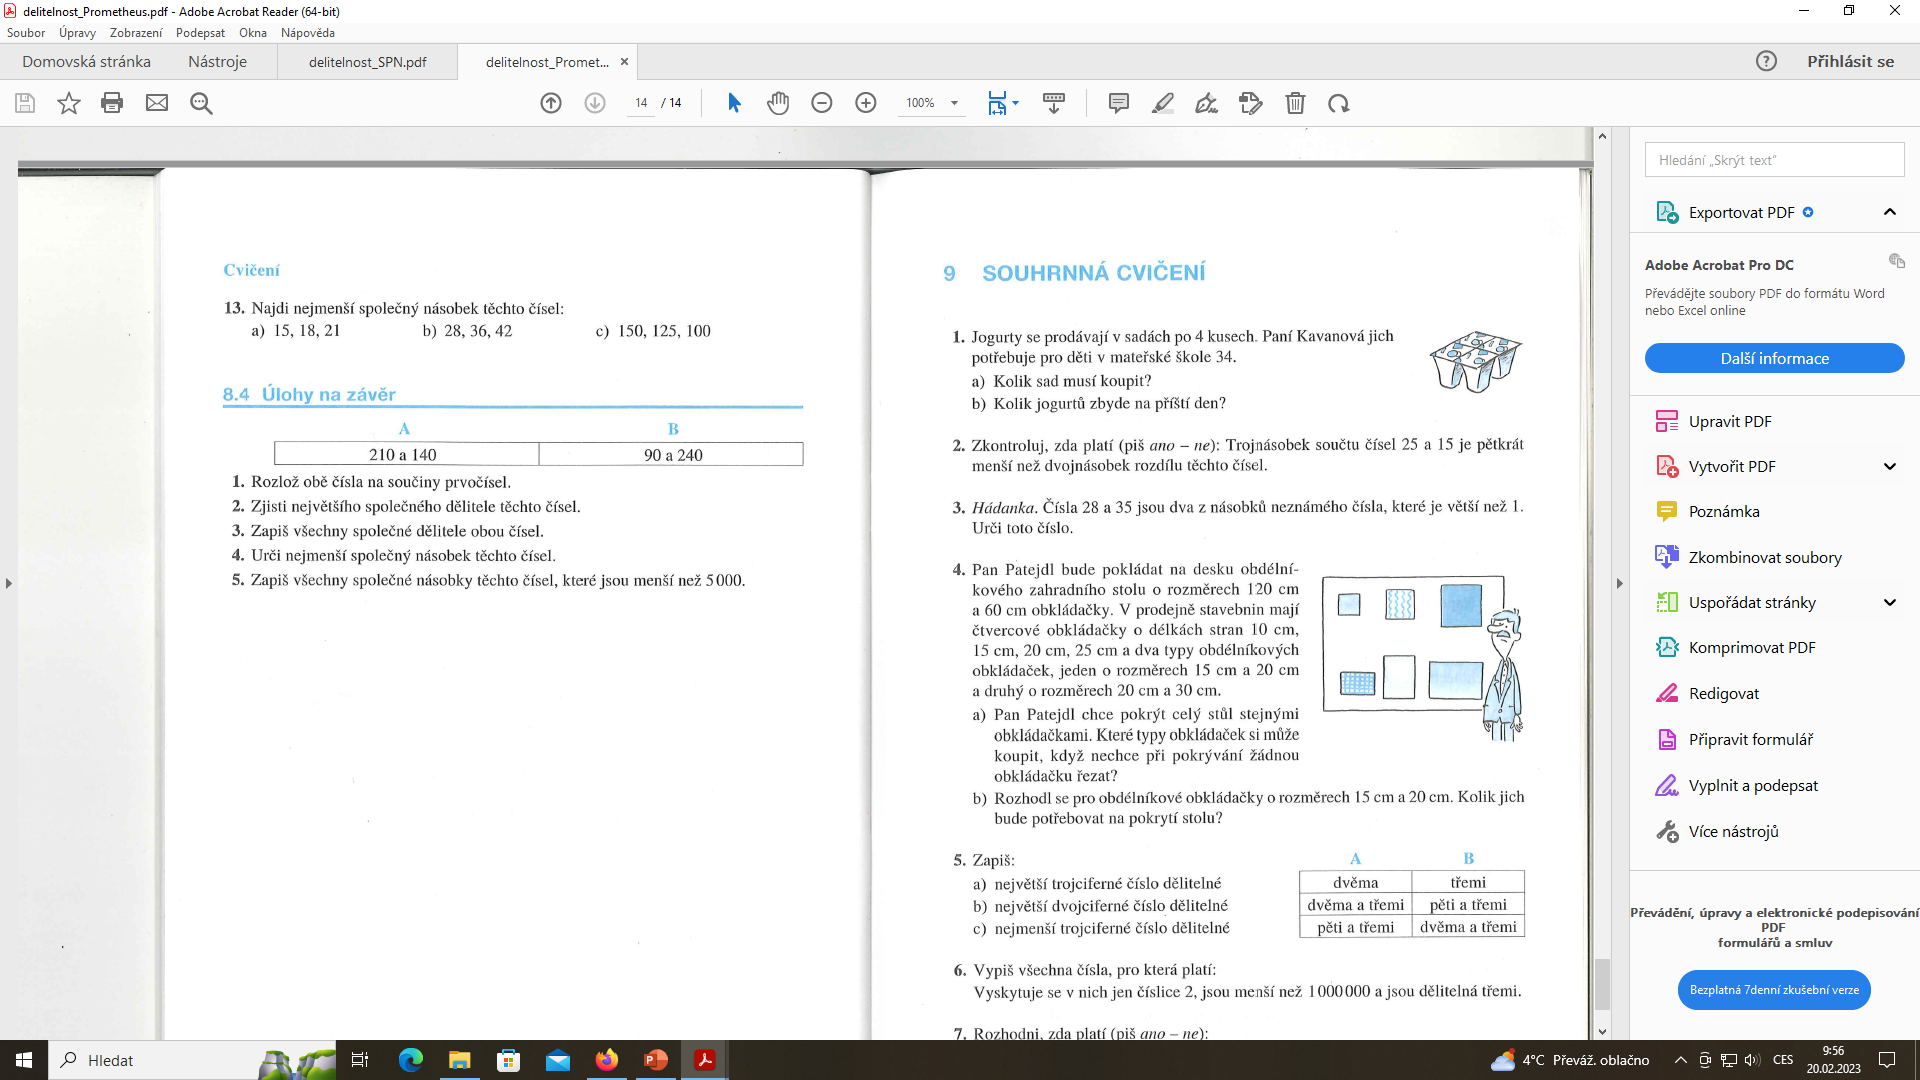 delitelnost_Prometheus.pdf - Adobe Acrobat Reader (64-bit)
Soubor Úpravy Zobrazení Podepsat Okna Nápověda
Domovská stránka Nástroje delitelnost_SPN.pdf delitelnost_Promet... × Přihlásit se
14 / 14 100%
Cvičení
13. Najdi nejmenší společný násobek těchto čísel:
a) 15, 18, 21 b) 28, 36, 42 c) 150, 125, 100
8.4 Úlohy na závěr
A B
210 a 140 90 a 240
1. Rozlož obě čísla na součiny prvočísel.
2. Zjisti největšího společného dělitele těchto čísel.
3. Zapiš všechny společné dělitele obou čísel.
4. Urči nejmenší společný násobek těchto čísel.
5. Zapiš všechny společné násobky těchto čísel, které jsou menší než 5 000.
9 SOUHRNNÁ CVIČENÍ
1. Jogurty se prodávají v sadách po 4 kusech. Paní Kavanová jich
potřebuje pro děti v mateřské škole 34.
a) Kolik sad musí koupit?
b) Kolik jogurtů zbyde na příští den?
2. Zkontroluj, zda platí (piš ano – ne): Trojnásobek součtu čísel 25 a 15 je pětkrát
menší než dvojnásobek rozdílu těchto čísel.
3. Hádanka. Čísla 28 a 35 jsou dva z násobků neznámého čísla, které je větší než 1.
Urči toto číslo.
4. Pan Patejdl bude pokládat na desku obdélní-
kového zahradního stolu o rozměrech 120 cm
a 60 cm obkládačky. V prodejně stavebnin mají
čtvercové obkládačky o délkách stran 10 cm,
15 cm, 20 cm, 25 cm a dva typy obdélníkových
obkládaček, jeden o rozměrech 15 cm a 20 cm
a druhý o rozměrech 20 cm a 30 cm.
a) Pan Patejdl chce pokrýt celý stůl stejnými
obkládačkami. Které typy obkládaček si může
koupit, když nechce při pokrývání žádnou
obkládačku řezat?
b) Rozhodl se pro obdélníkové obkládačky o rozměrech 15 cm a 20 cm. Kolik jich
bude potřebovat na pokrytí stolu?
5. Zapiš: A B
a) největší trojciferné číslo dělitelné dvěma třemi
b) největší dvojciferné číslo dělitelné dvěma a třemi pěti a třemi
c) nejmenší trojciferné číslo dělitelné pěti a třemi dvěma a třemi
6. Vypiš všechna čísla, pro která platí:
Vyskytuje se v nich jen číslice 2, jsou menší než 1 000 000 a jsou dělitelná třemi.
7. Rozhodni, zda platí (piš ano – ne):
Hledání „Skrýt text“
Exportovat PDF
Adobe Acrobat Pro DC
Převádějte soubory PDF do formátu Word
nebo Excel online
Další informace
Upravit PDF
Vytvořit PDF
Poznámka
Zkombinovat soubory
Uspořádat stránky
Komprimovat PDF
Redigovat
Připravit formulář
Vyplnit a podepsat
Více nástrojů
Převádění, úpravy a elektronické podepisování
PDF
formulářů a smluv
Bezplatná 7denní zkušební verze
Hledat
4°C Převáž. oblačno CES 9:56
20.02.2023